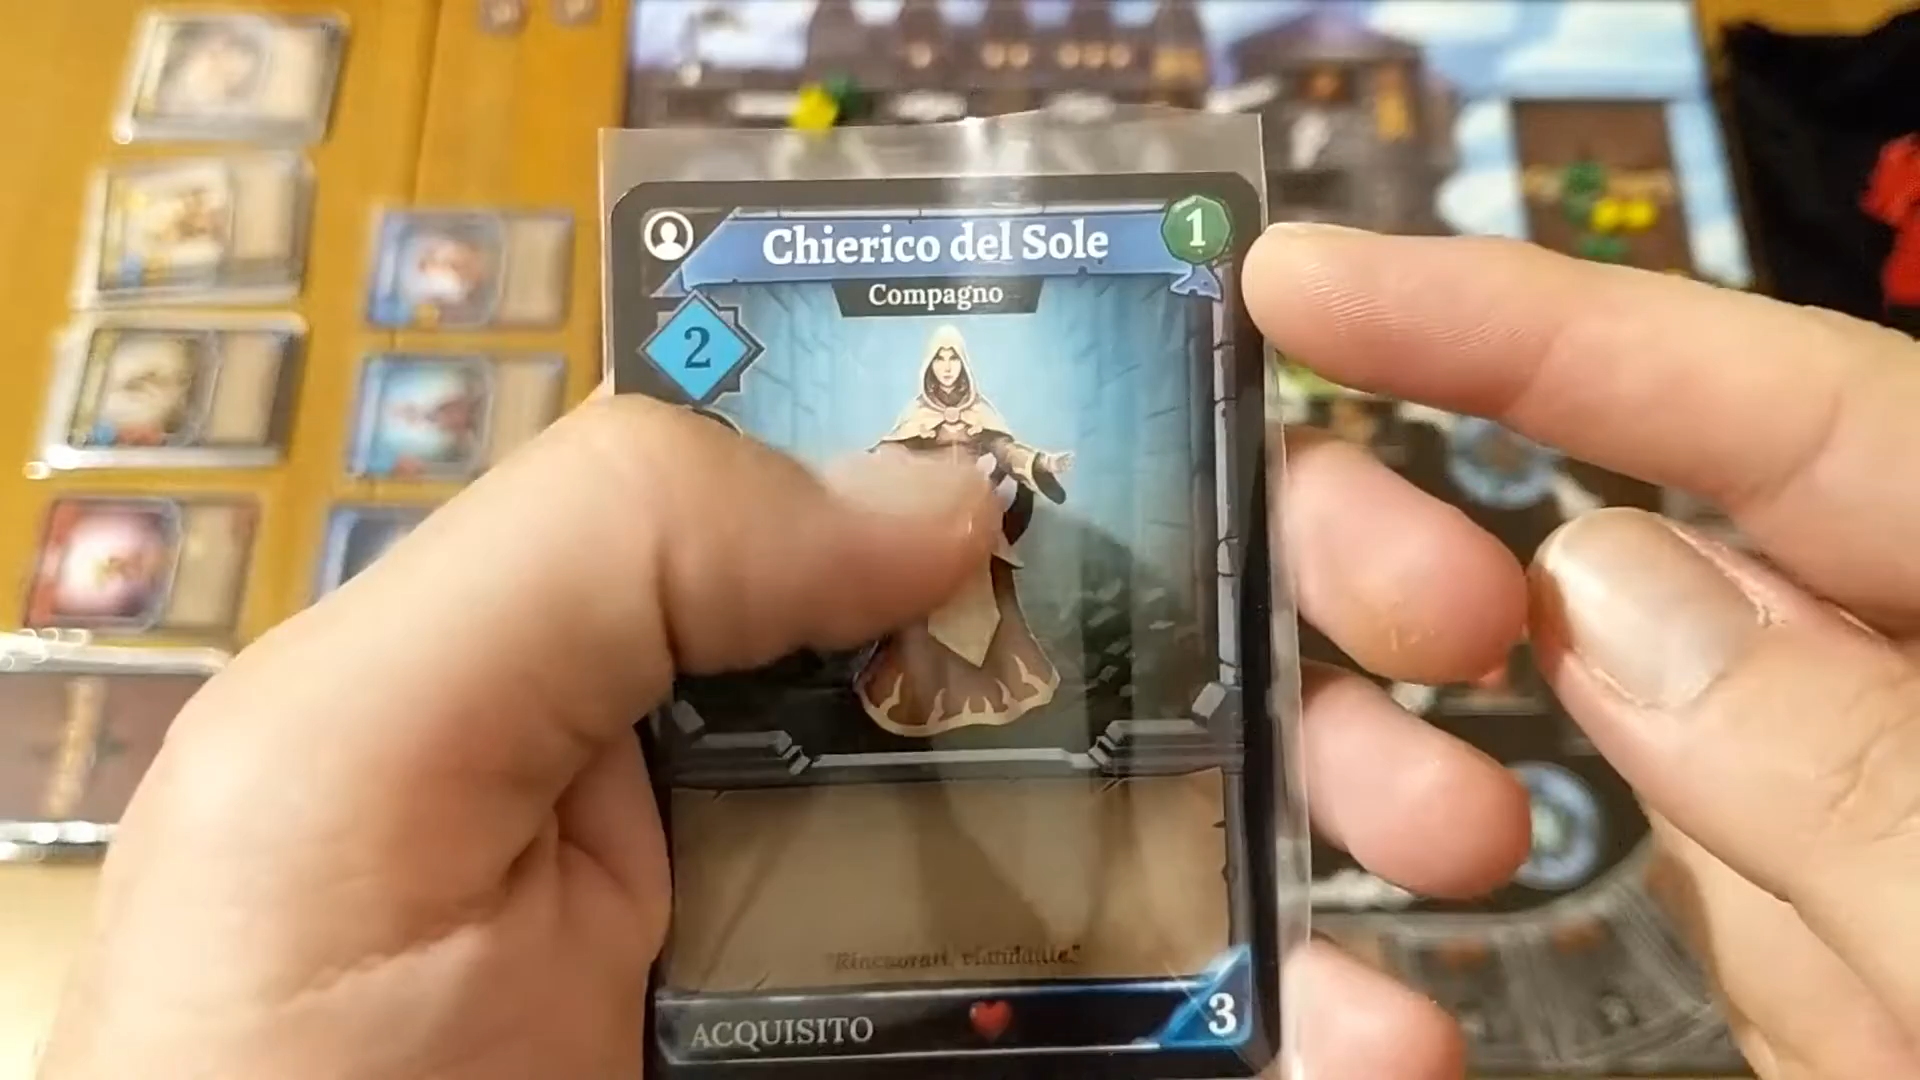 Chierico del Sole
1
Compagno
2
"Rincuorati, viandante."
ACQUISITO
3